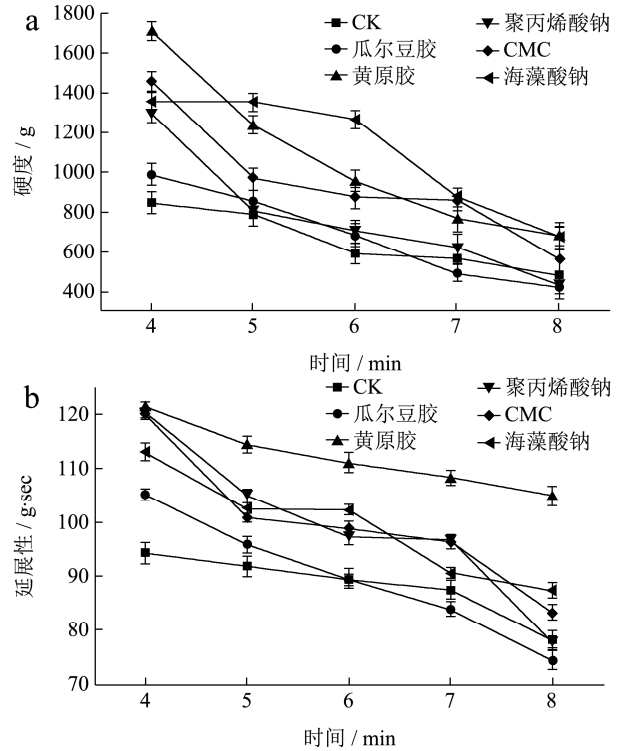 a
CK
瓜尔豆胶
黄原胶
聚丙烯酸钠
CMC
海藻酸钠
硬度 / g
1800
1600
1400
1200
1000
800
600
400
4 5 6 7 8
时间 / min
b
CK
瓜尔豆胶
黄原胶
聚丙烯酸钠
CMC
海藻酸钠
延展性 / g·sec
120
110
100
90
80
70
4 5 6 7 8
时间 / min